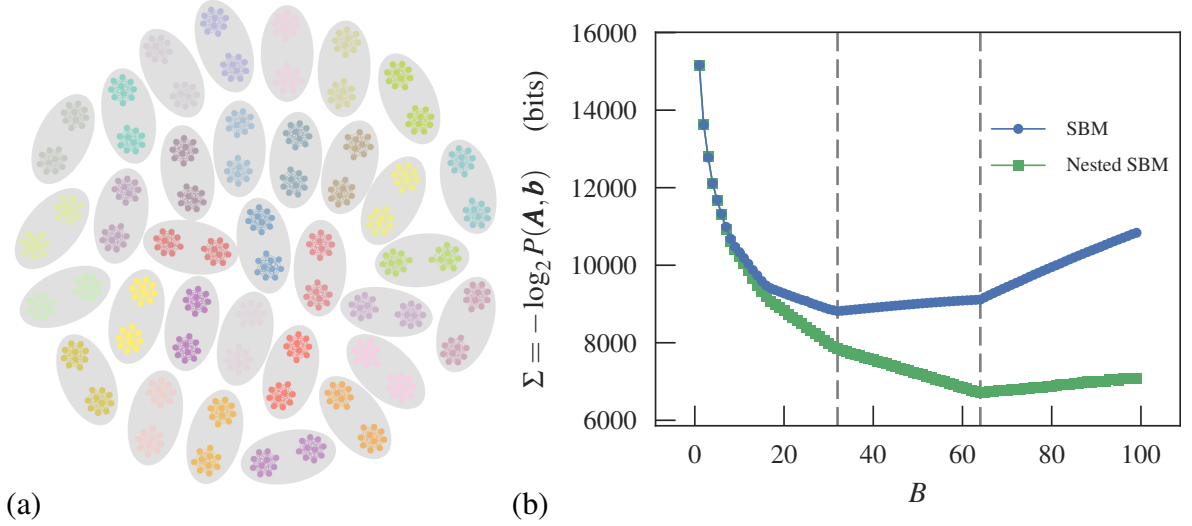 (a)
(b)
Σ = − log₂ P(A, b) (bits)
16000
14000
12000
10000
8000
6000
0 20 40 60 80 100
B
SBM
Nested SBM